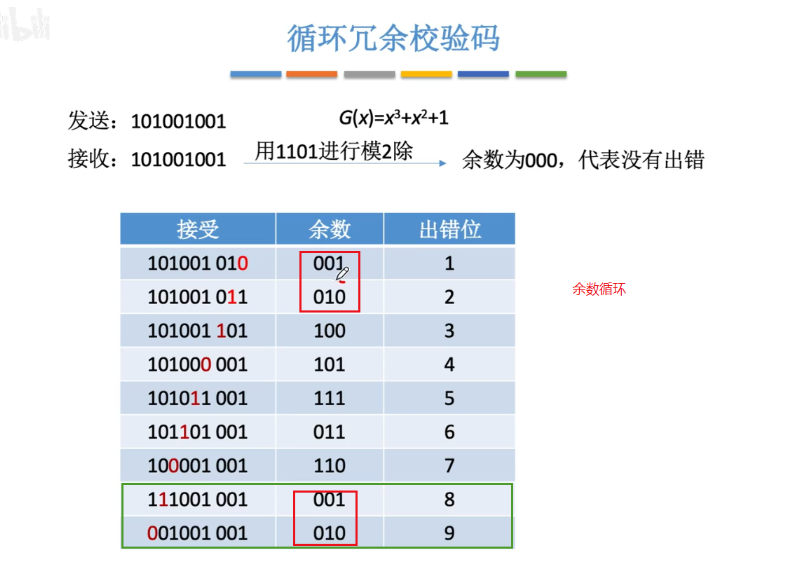 bilibili
循环冗余校验码
发送：101001001
G(x)=x³+x²+1
接收：101001001
用1101进行模2除
余数为000，代表没有出错
接受 余数 出错位
101001 010 001 1
101001 011 010 2
101001 101 100 3
101000 001 101 4
101011 001 111 5
101101 001 011 6
100001 001 110 7
111001 001 001 8
001001 001 010 9
余数循环